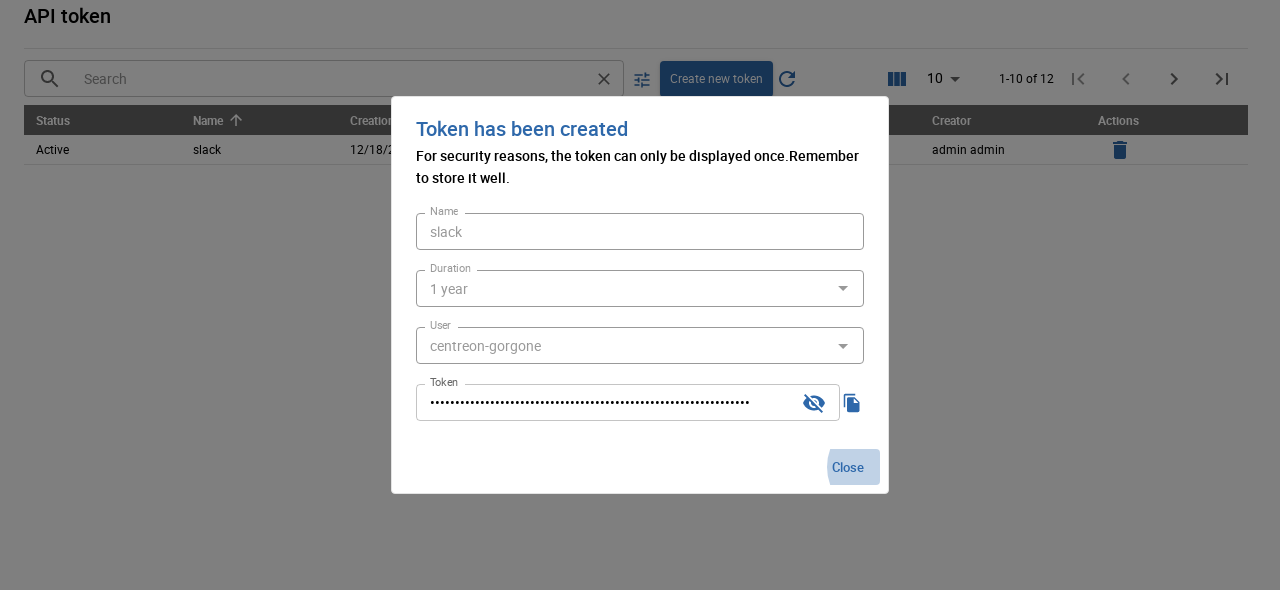 API token
Search
Create new token
10
1-10 of 12
Status
Name
Creation
Creator
Actions
Active
slack
12/18/2
admin admin
Token has been created
For security reasons, the token can only be displayed once.Remember
to store it well.
Name
slack
Duration
1 year
User
centreon-gorgone
Token
••••••••••••••••••••••••••••••••••••••••••••••••••••••••••••••••
Close